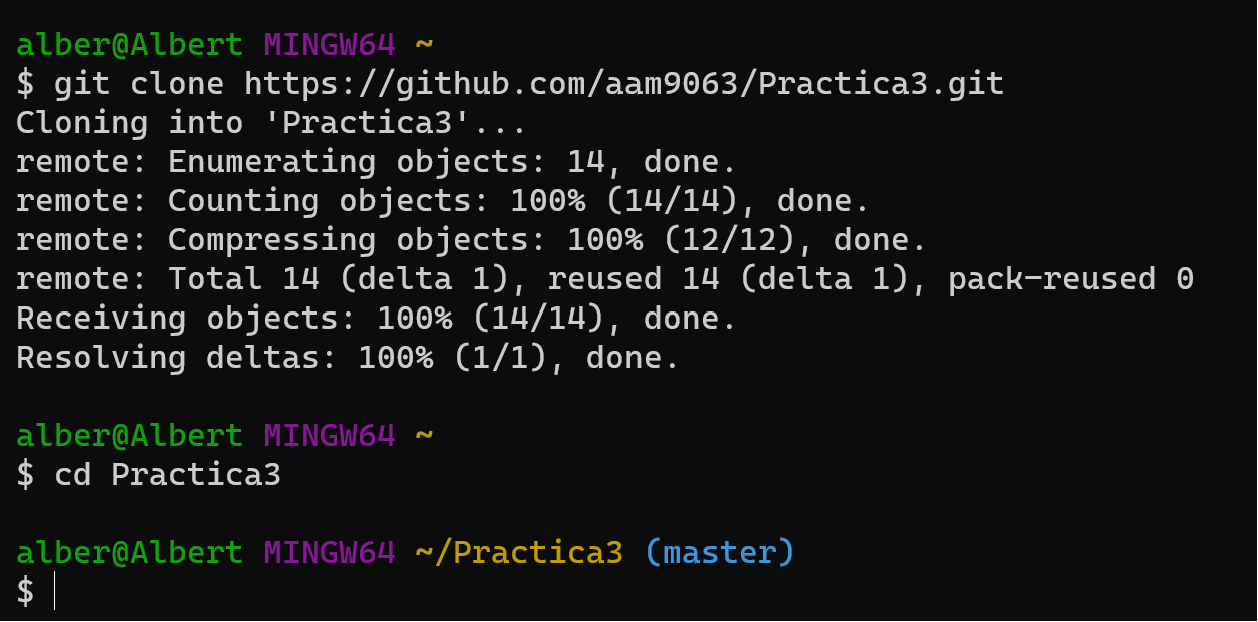 alber@Albert MINGW64 ~
$ git clone https://github.com/aam9063/Practica3.git
Cloning into 'Practica3'...
remote: Enumerating objects: 14, done.
remote: Counting objects: 100% (14/14), done.
remote: Compressing objects: 100% (12/12), done.
remote: Total 14 (delta 1), reused 14 (delta 1), pack-reused 0
Receiving objects: 100% (14/14), done.
Resolving deltas: 100% (1/1), done.
alber@Albert MINGW64 ~
$ cd Practica3
alber@Albert MINGW64 ~/Practica3 (master)
$